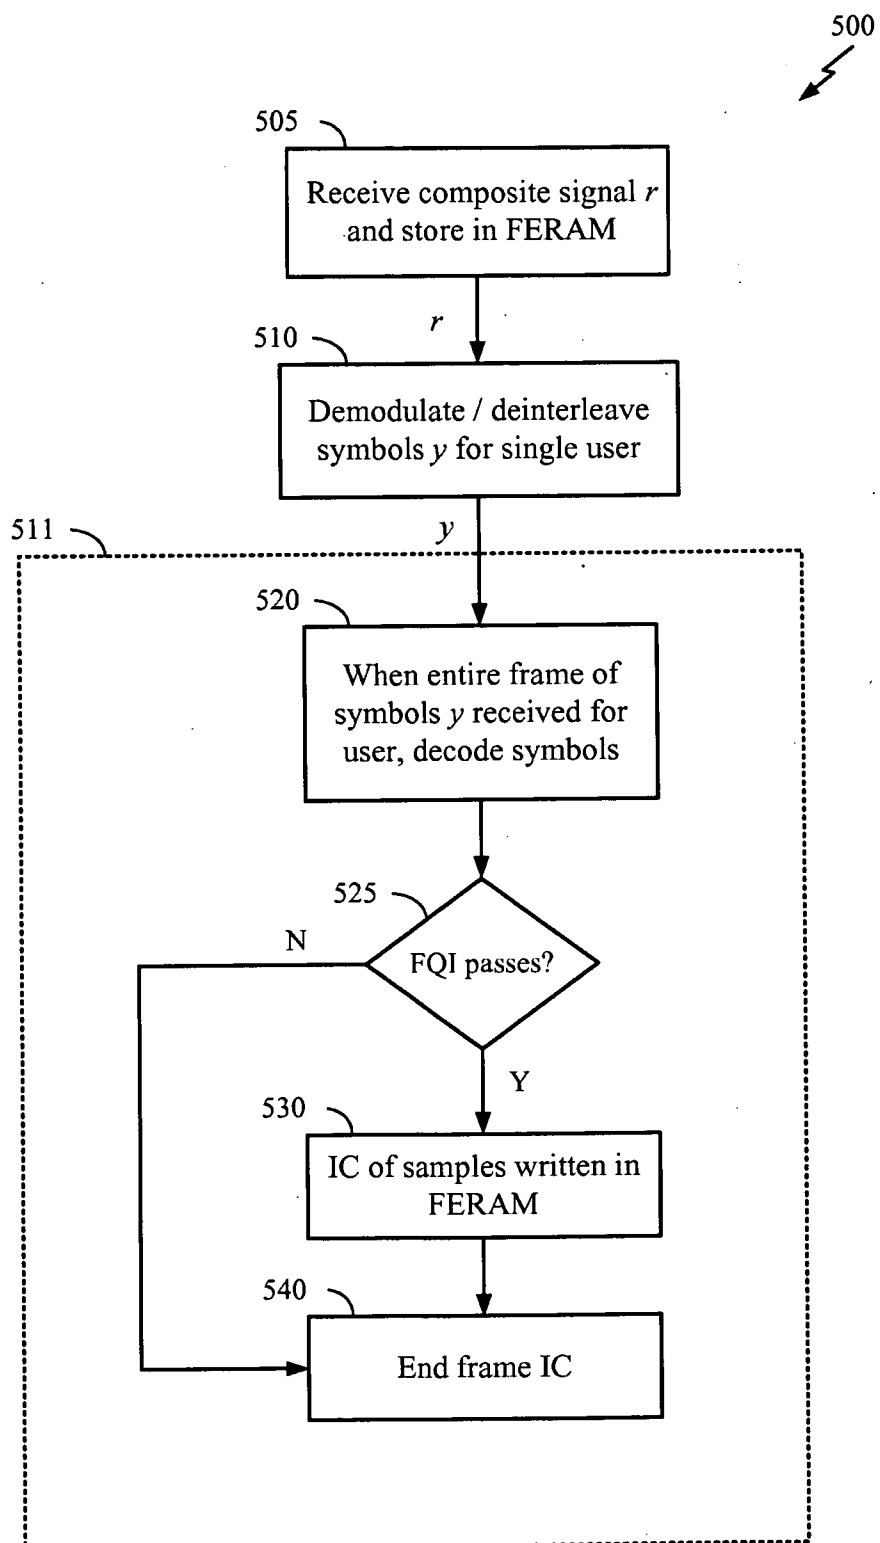 500
505
Receive composite signal r
and store in FERAM
r
510
Demodulate / deinterleave
symbols y for single user
y
511
520
When entire frame of
symbols y received for
user, decode symbols
525
FQI passes?
N
Y
530
IC of samples written in
FERAM
540
End frame IC